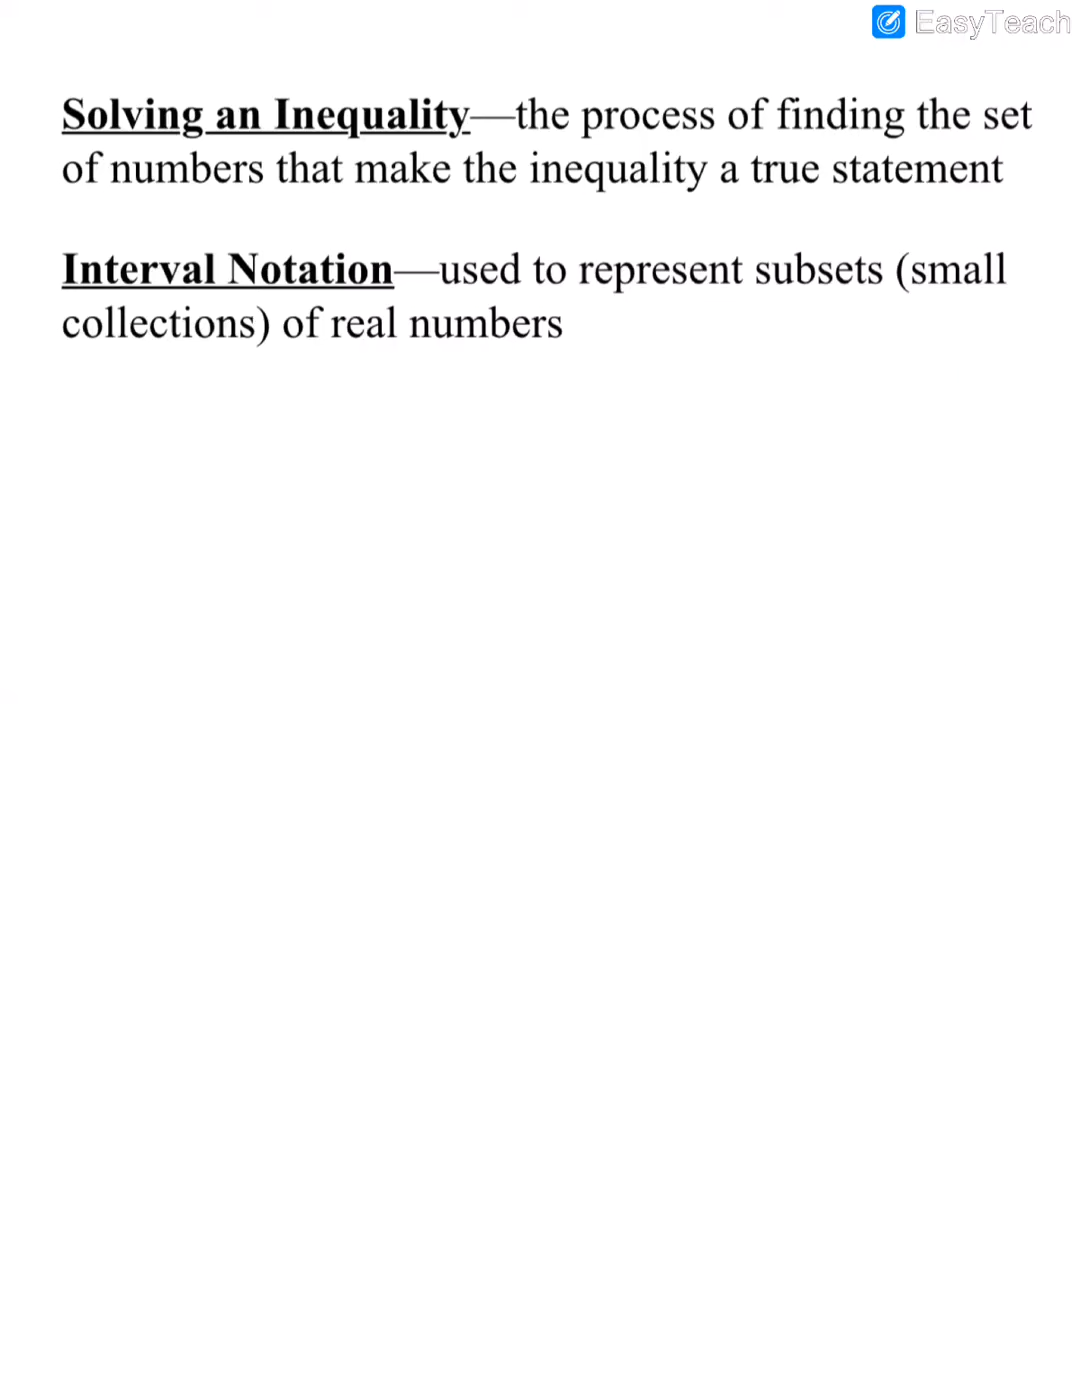 EasyTeach
Solving an Inequality—the process of finding the set
of numbers that make the inequality a true statement
Interval Notation—used to represent subsets (small
collections) of real numbers